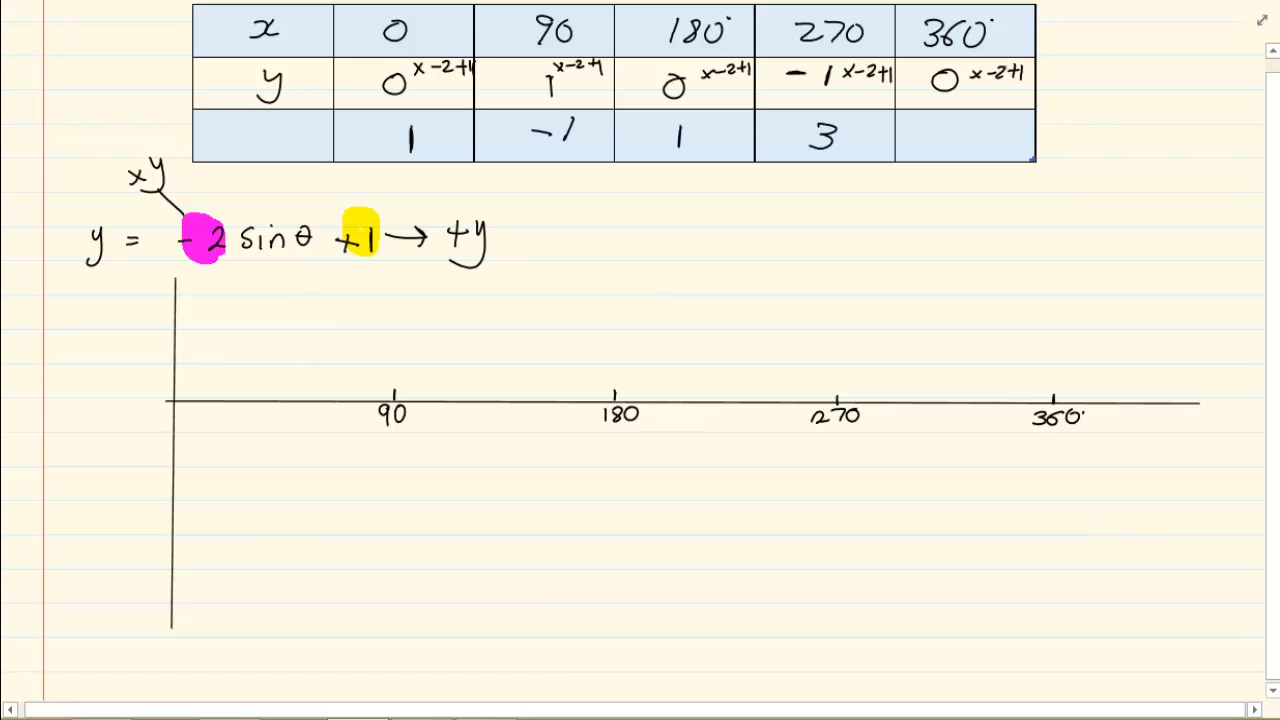 x 0 90 180° 270 360°
y 0 x-2+1 1 x-2+1 0 x-2+1 -1 x-2+1 0 x-2+1
1 -1 1 3
xy
y = -2 sinθ +1 → +y
90 180 270 360°